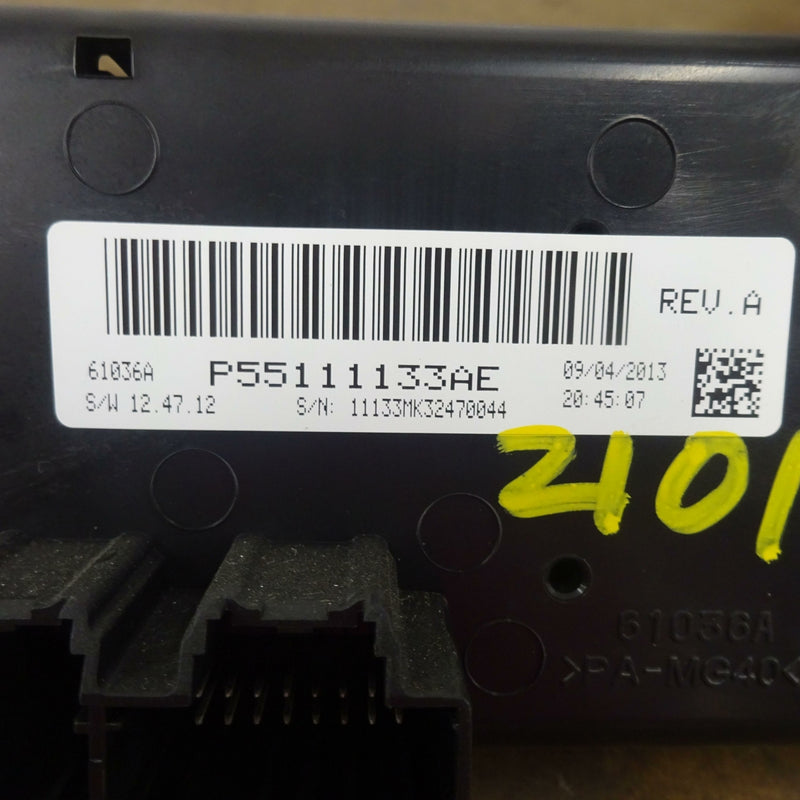 REV.A
61036A P55111133AE 09/04/2013
S/W 12.47.12 S/N: 11133MK32470044 20:45:07
2101
61036A
>PA-MG40<